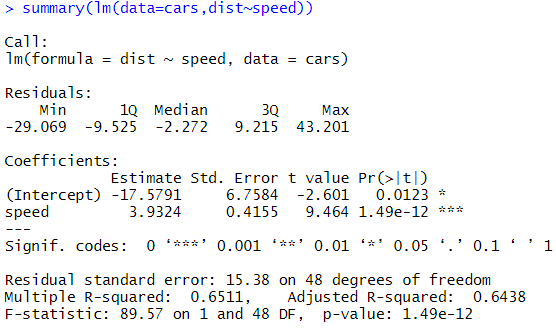 > summary(lm(data=cars,dist~speed))
Call:
lm(formula = dist ~ speed, data = cars)
Residuals:
    Min      1Q  Median      3Q     Max
-29.069  -9.525  -2.272   9.215  43.201
Coefficients:
            Estimate Std. Error t value Pr(>|t|)
(Intercept) -17.5791     6.7584  -2.601   0.0123 *
speed         3.9324     0.4155   9.464 1.49e-12 ***
---
Signif. codes:  0 ‘***’ 0.001 ‘**’ 0.01 ‘*’ 0.05 ‘.’ 0.1 ‘ ’ 1
Residual standard error: 15.38 on 48 degrees of freedom
Multiple R-squared:  0.6511,    Adjusted R-squared:  0.6438
F-statistic: 89.57 on 1 and 48 DF,  p-value: 1.49e-12